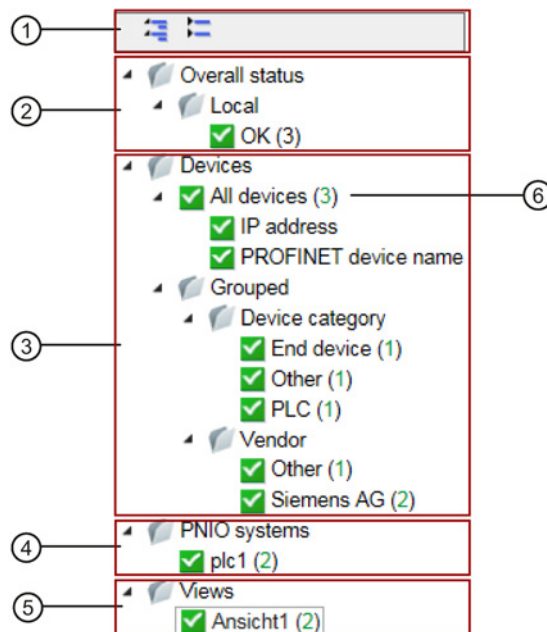 1
2
Overall status
Local
OK (3)
3
Devices
All devices (3)
6
IP address
PROFINET device name
Grouped
Device category
End device (1)
Other (1)
PLC (1)
Vendor
Other (1)
Siemens AG (2)
4
PNIO systems
plc1 (2)
5
Views
Ansicht1 (2)